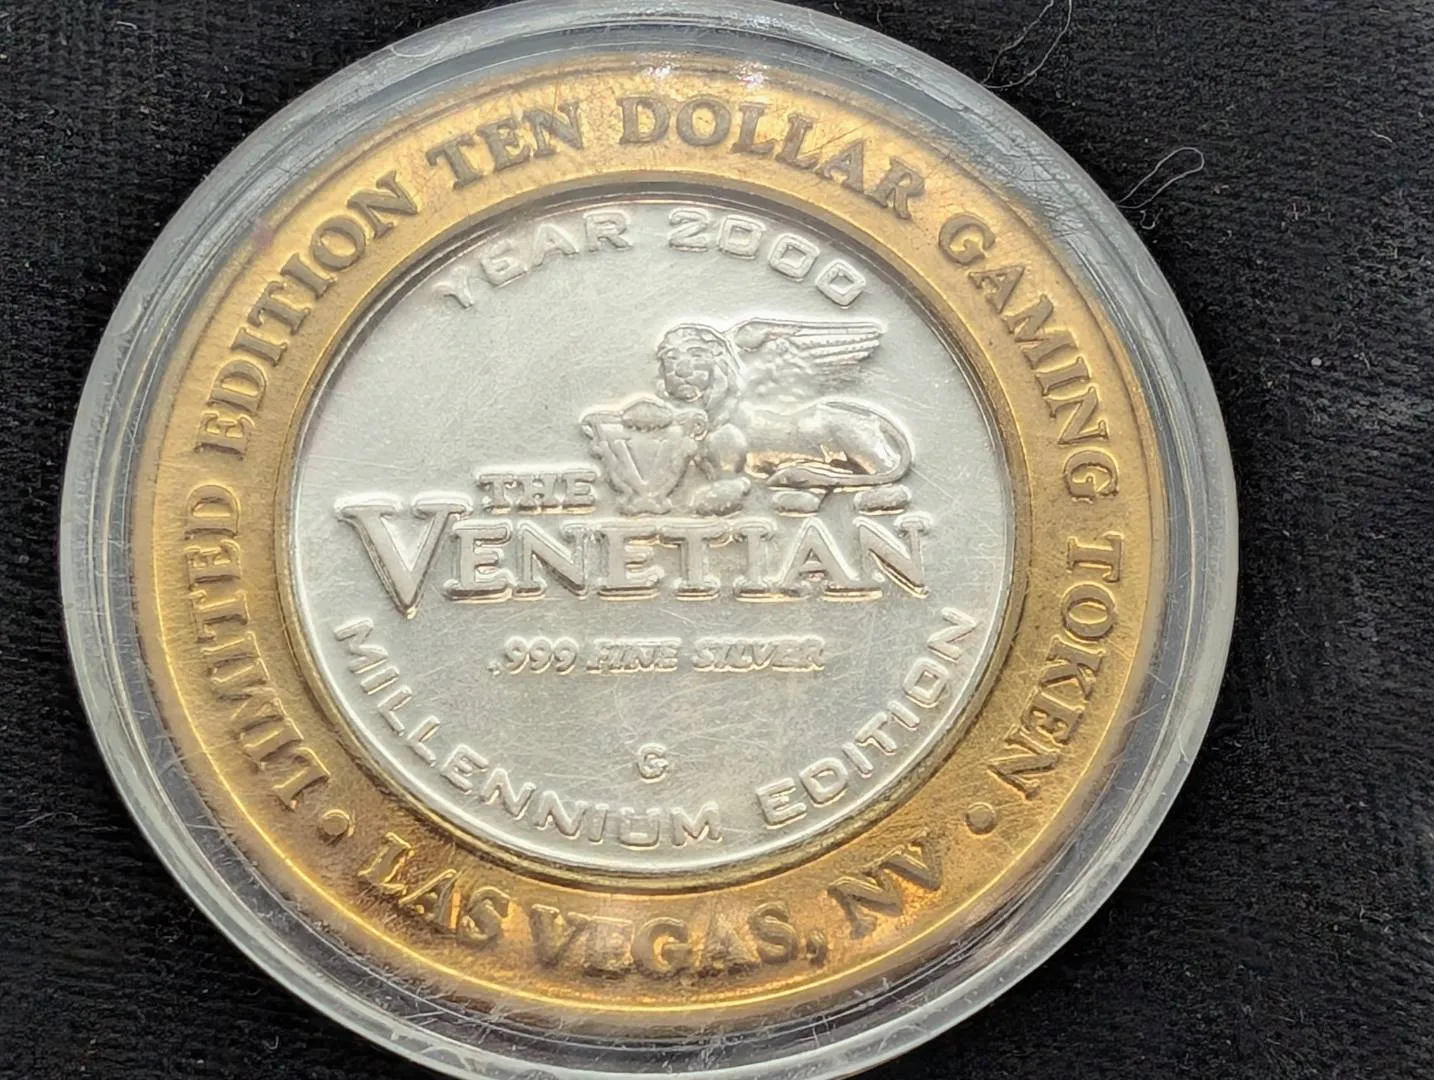 LIMITED EDITION TEN DOLLAR GAMING TOKEN
YEAR 2000
V
THE
VENETIAN
.999 FINE SILVER
G
MILLENNIUM EDITION
• LAS VEGAS, NV •